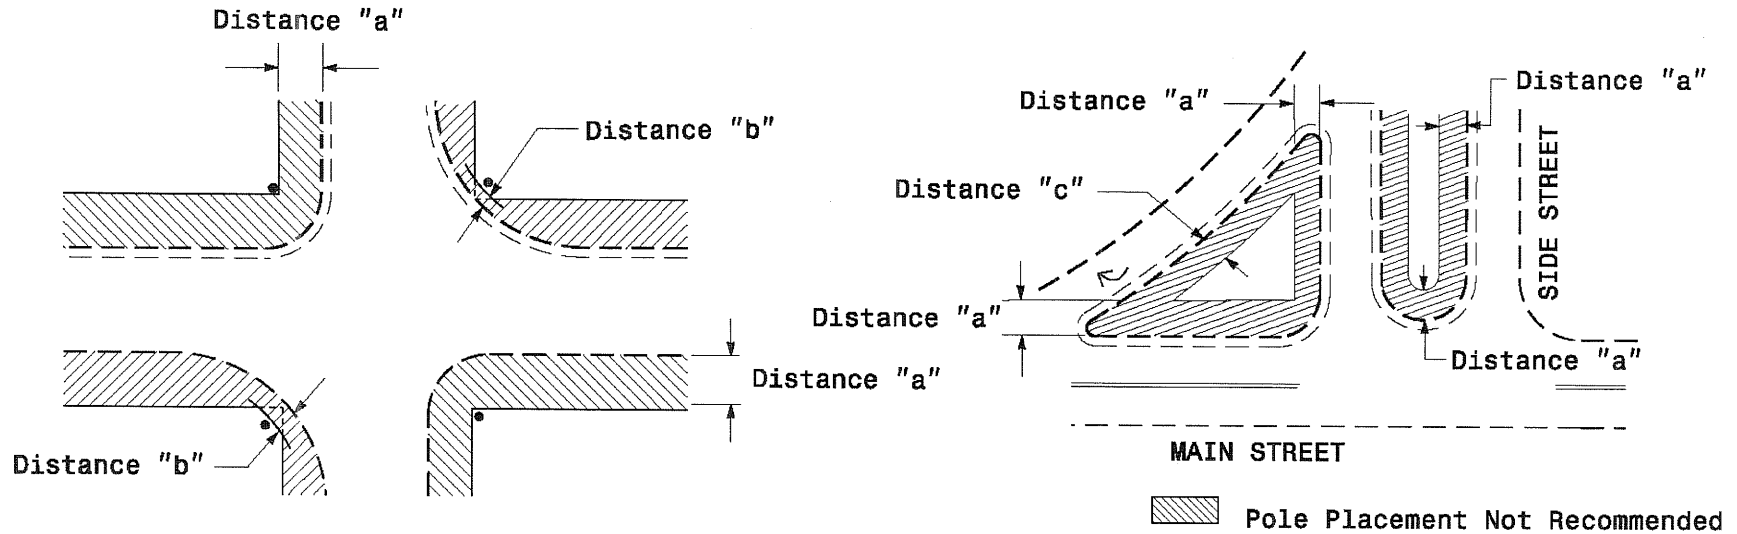 Distance "a"
Distance "b"
Distance "a"
Distance "b"
Distance "a"
Distance "a"
Distance "c"
SIDE STREET
Distance "a"
Distance "a"
MAIN STREET
Pole Placement Not Recommended